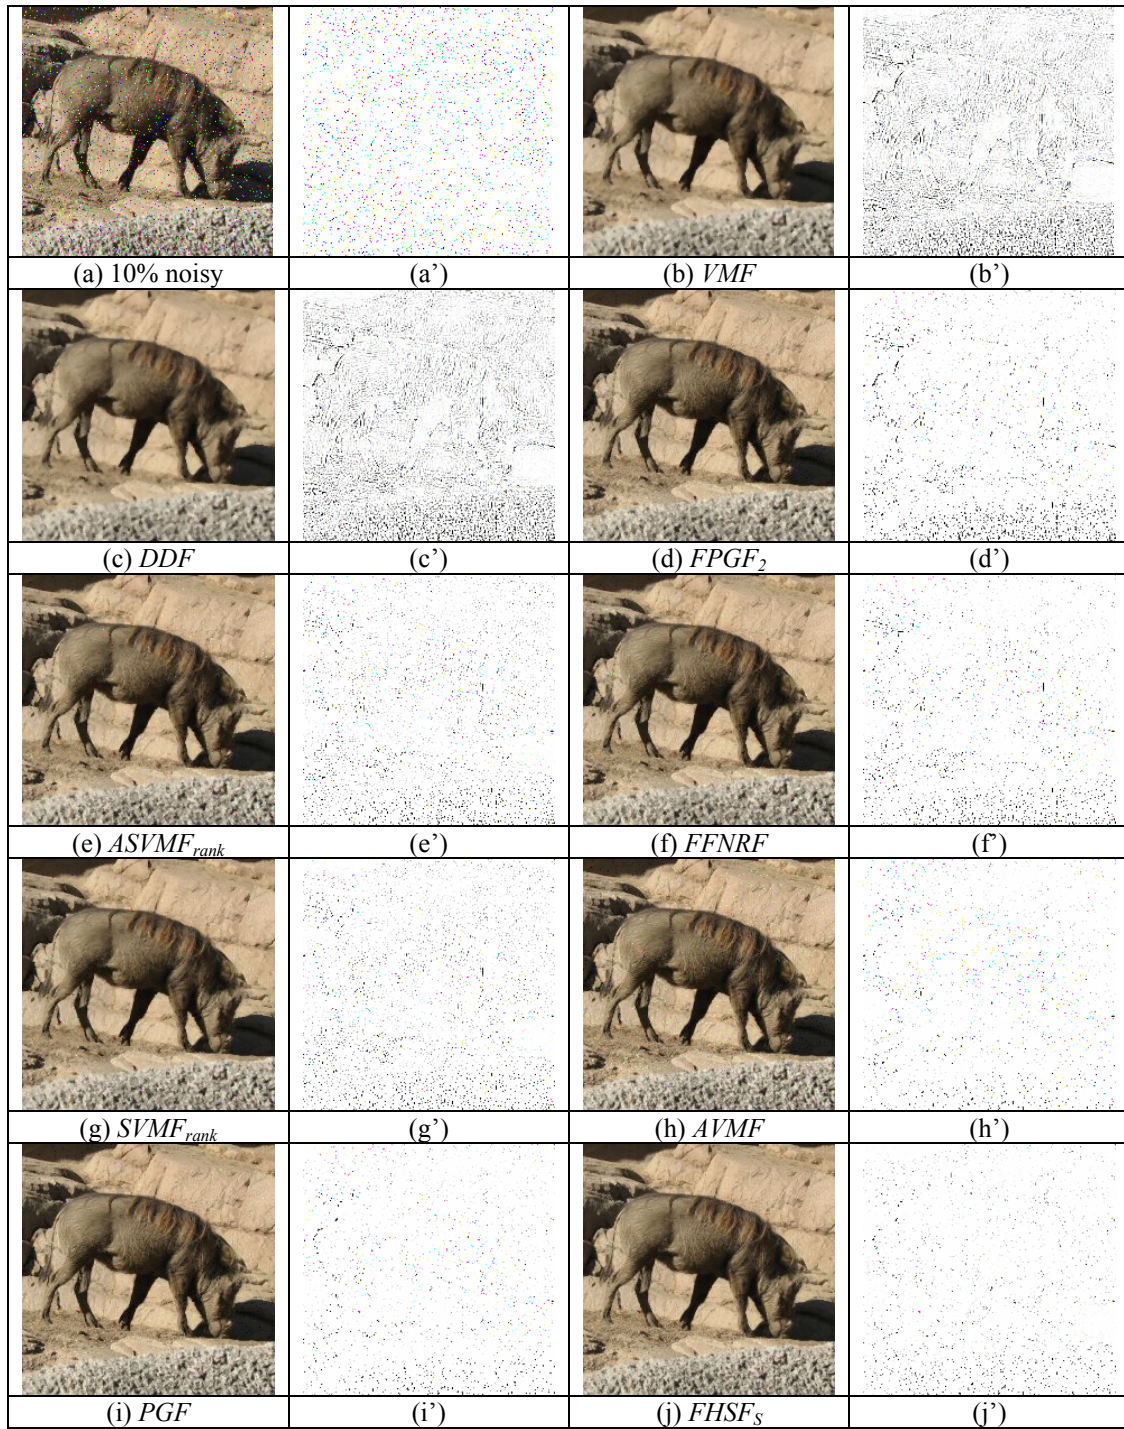 (a) 10% noisy (a’) (b) VMF (b’)
(c) DDF (c’) (d) FPGF₂ (d’)
(e) ASVMFrank (e’) (f) FFNRF (f’)
(g) SVMFrank (g’) (h) AVMF (h’)
(i) PGF (i’) (j) FHSFS (j’)